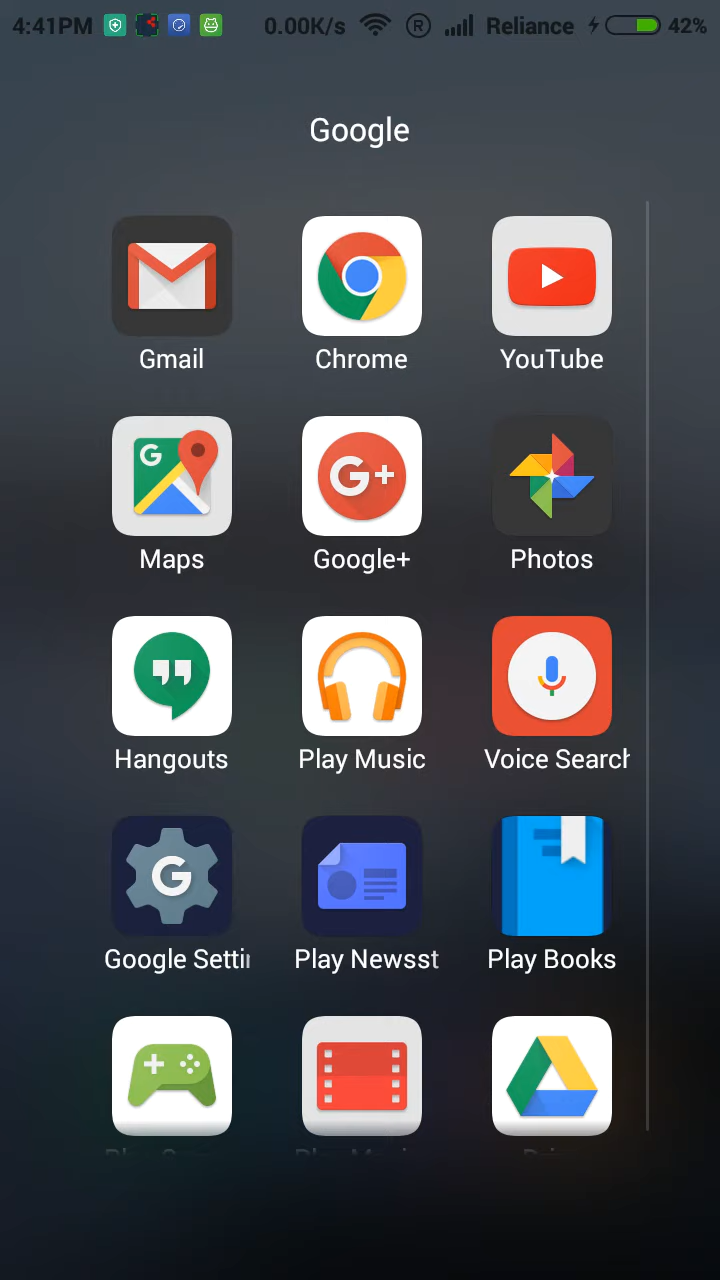 4:41PM 0.00K/s R Reliance 42%
Google
Gmail Chrome YouTube
G G+
Maps Google+ Photos
Hangouts Play Music Voice Search
G
Google Setti Play Newsst Play Books